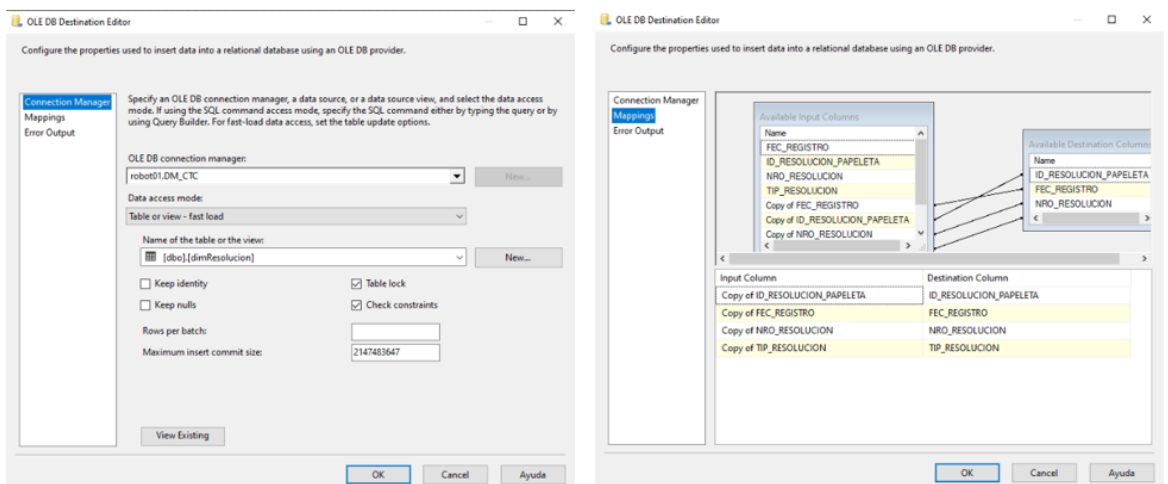 OLE DB Destination Editor
Configure the properties used to insert data into a relational database using an OLE DB provider.
Connection Manager
Mappings
Error Output
Specify an OLE DB connection manager, a data source, or a data source view, and select the data access
mode. If using the SQL command access mode, specify the SQL command either by typing the query or by
using Query Builder. For fast-load data access, set the table update options.
OLE DB connection manager:
robot01.DM_CTC
New...
Data access mode:
Table or view - fast load
Name of the table or the view:
[dbo].[dimResolucion]
New...
Keep identity
Table lock
Keep nulls
Check constraints
Rows per batch:
Maximum insert commit size:
2147483647
View Existing
OK
Cancel
Ayuda
OLE DB Destination Editor
Configure the properties used to insert data into a relational database using an OLE DB provider.
Connection Manager
Mappings
Error Output
Available Input Columns
Name
FEC_REGISTRO
ID_RESOLUCION_PAPELETA
NRO_RESOLUCION
TIP_RESOLUCION
Copy of FEC_REGISTRO
Copy of ID_RESOLUCION_PAPELETA
Copy of NRO_RESOLUCION
Available Destination Columns
Name
ID_RESOLUCION_PAPELETA
FEC_REGISTRO
NRO_RESOLUCION
Input Column Destination Column
Copy of ID_RESOLUCION_PAPELETA ID_RESOLUCION_PAPELETA
Copy of FEC_REGISTRO FEC_REGISTRO
Copy of NRO_RESOLUCION NRO_RESOLUCION
Copy of TIP_RESOLUCION TIP_RESOLUCION
OK
Cancel
Ayuda